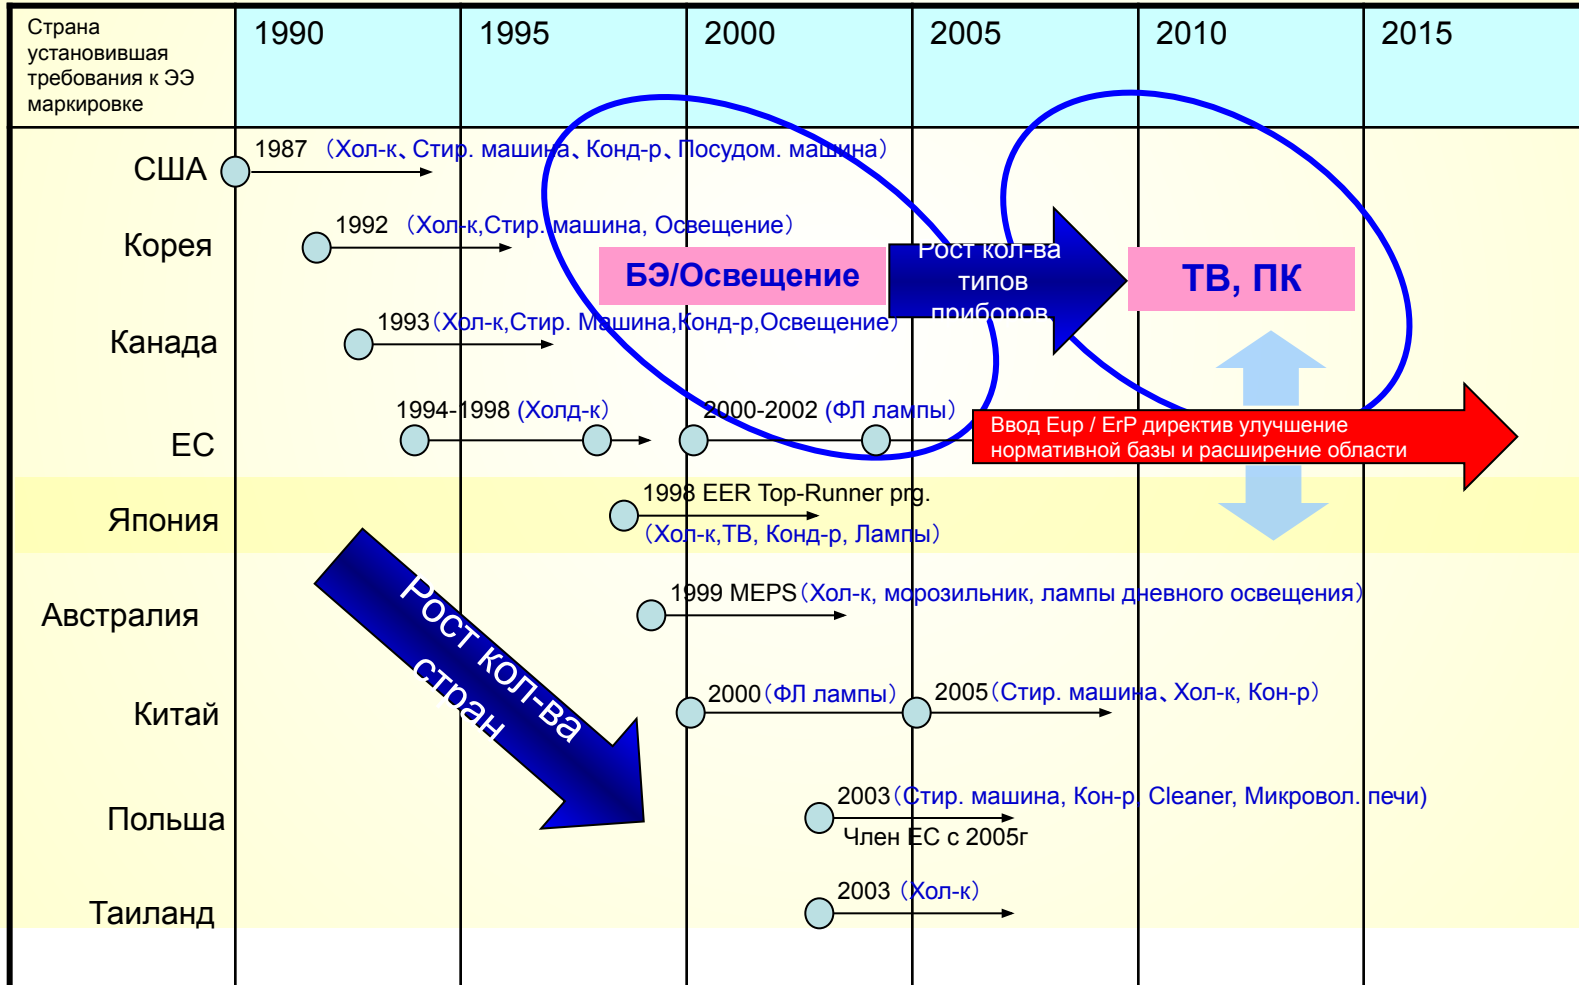 Страна
установившая
требования к ЭЭ
маркировке
1990
1995
2000
2005
2010
2015
США
1987 （Хол-к、Стир. машина、Конд-р、Посудом. машина）
Корея
1992 （Хол-к,Стир. машина, Освещение）
БЭ/Освещение
Рост кол-ва
типов
приборов
ТВ, ПК
Канада
1993（Хол-к,Стир. Машина,Конд-р,Освещение）
ЕС
1994-1998 (Холд-к）
2000-2002 (ФЛ лампы）
Ввод Eup / ErP директив улучшение
нормативной базы и расширение области
Япония
1998 EER Top-Runner prg.
（Хол-к,ТВ, Конд-р, Лампы）
Рост кол-ва
стран
Австралия
1999 MEPS（Хол-к, морозильник, лампы дневного освещения）
Китай
2000（ФЛ лампы）
2005（Стир. машина、Хол-к, Кон-р）
Польша
2003（Стир. машина, Кон-р, Cleaner, Микровол. печи)
Член ЕС с 2005г
Таиланд
2003 （Хол-к）